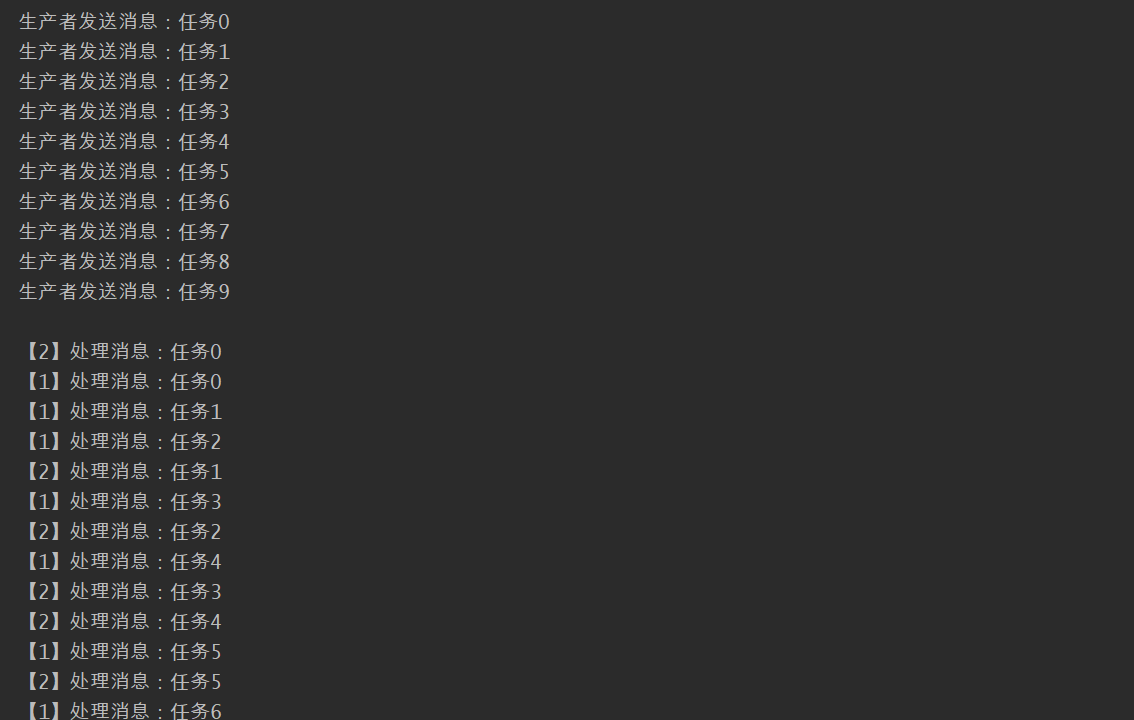 生产者发送消息：任务0
生产者发送消息：任务1
生产者发送消息：任务2
生产者发送消息：任务3
生产者发送消息：任务4
生产者发送消息：任务5
生产者发送消息：任务6
生产者发送消息：任务7
生产者发送消息：任务8
生产者发送消息：任务9
【2】处理消息：任务0
【1】处理消息：任务0
【1】处理消息：任务1
【1】处理消息：任务2
【2】处理消息：任务1
【1】处理消息：任务3
【2】处理消息：任务2
【1】处理消息：任务4
【2】处理消息：任务3
【2】处理消息：任务4
【1】处理消息：任务5
【2】处理消息：任务5
【1】处理消息：任务6